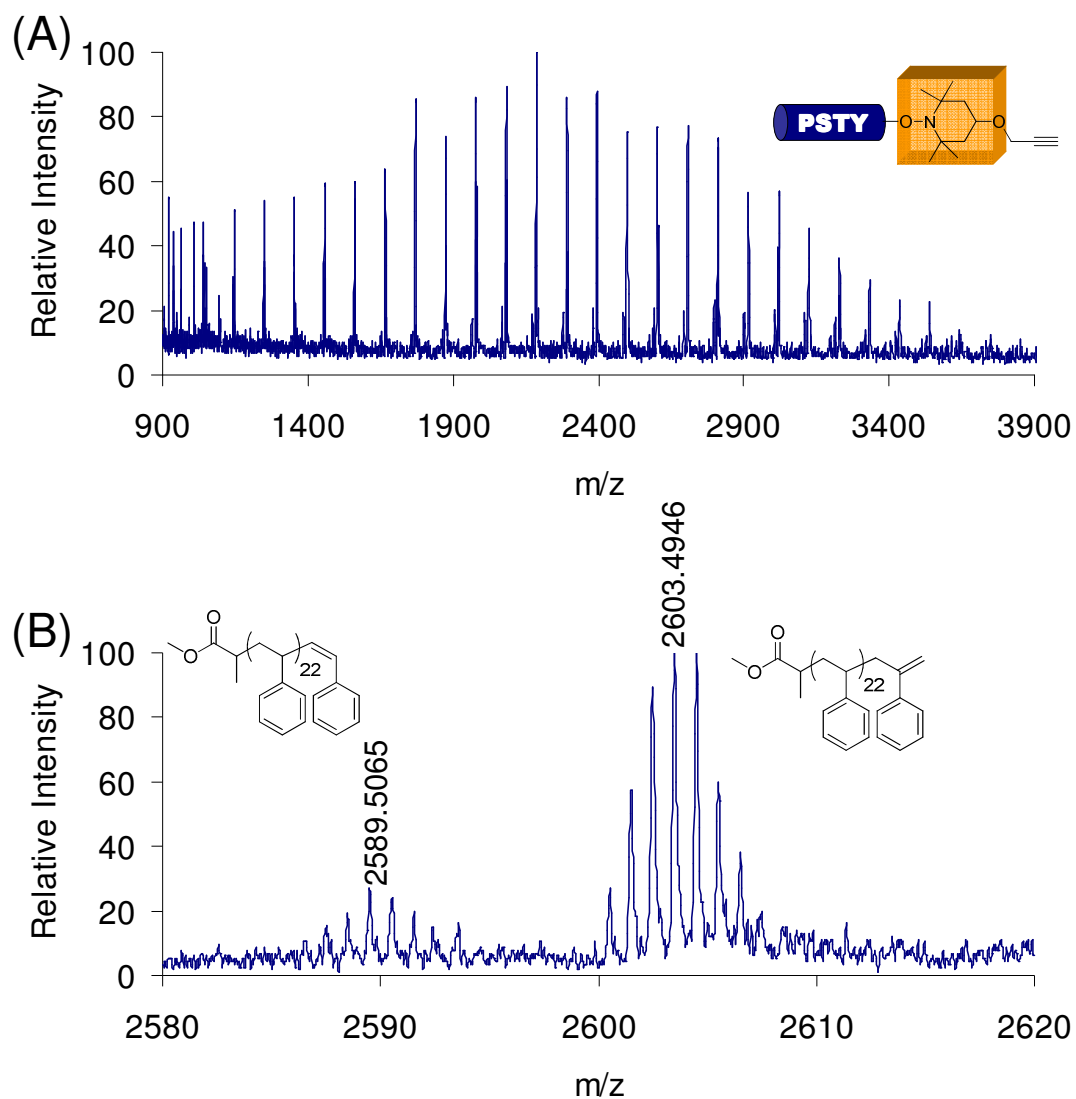 (A)
100
80
60
40
20
0
Relative Intensity
PSTY
O
N
O
900 1400 1900 2400 2900 3400 3900
m/z
(B)
100
80
60
40
20
0
Relative Intensity
O
O
22
2589.5065
2603.4946
O
O
22
2580 2590 2600 2610 2620
m/z